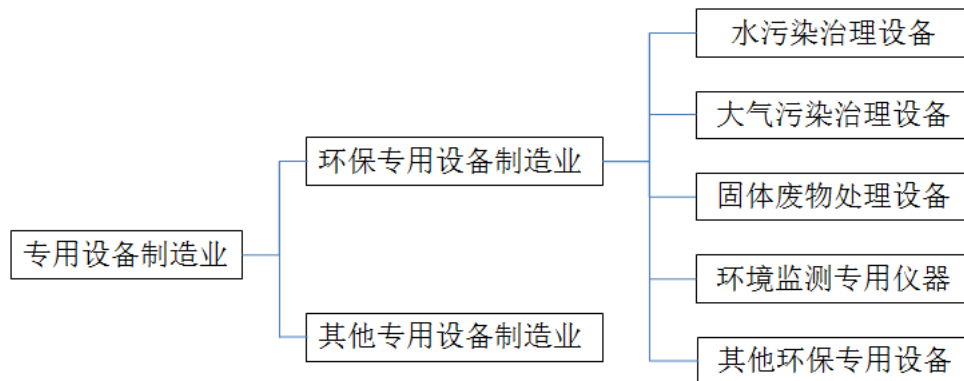 水污染治理设备
大气污染治理设备
环保专用设备制造业
固体废物处理设备
专用设备制造业
环境监测专用仪器
其他专用设备制造业
其他环保专用设备